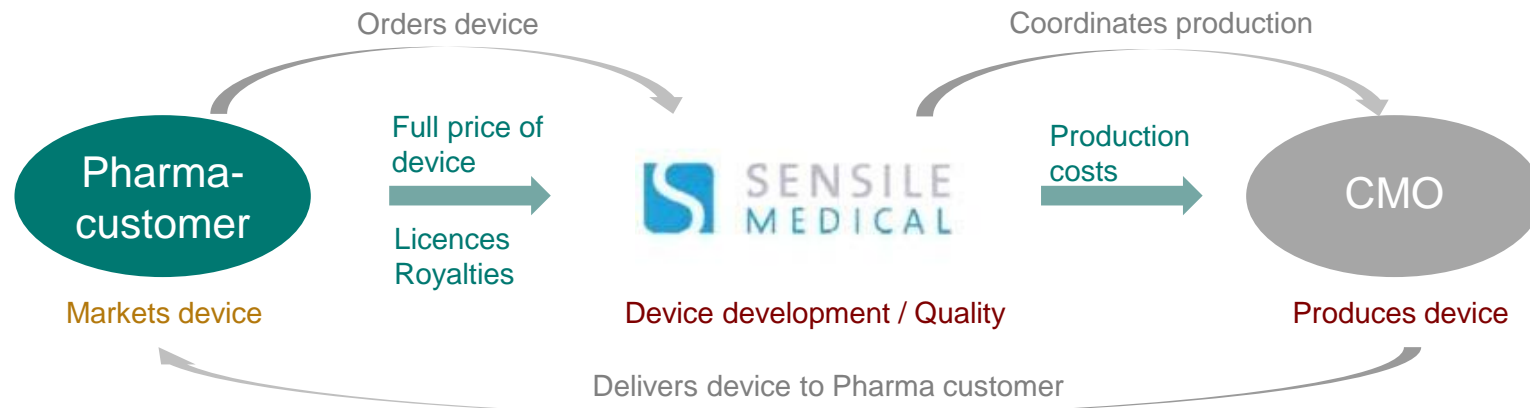 Orders device
Coordinates production
Full price of
device
Production
costs
Pharma-
customer
SENSILE
MEDICAL
CMO
Licences
Royalties
Markets device
Device development / Quality
Produces device
Delivers device to Pharma customer